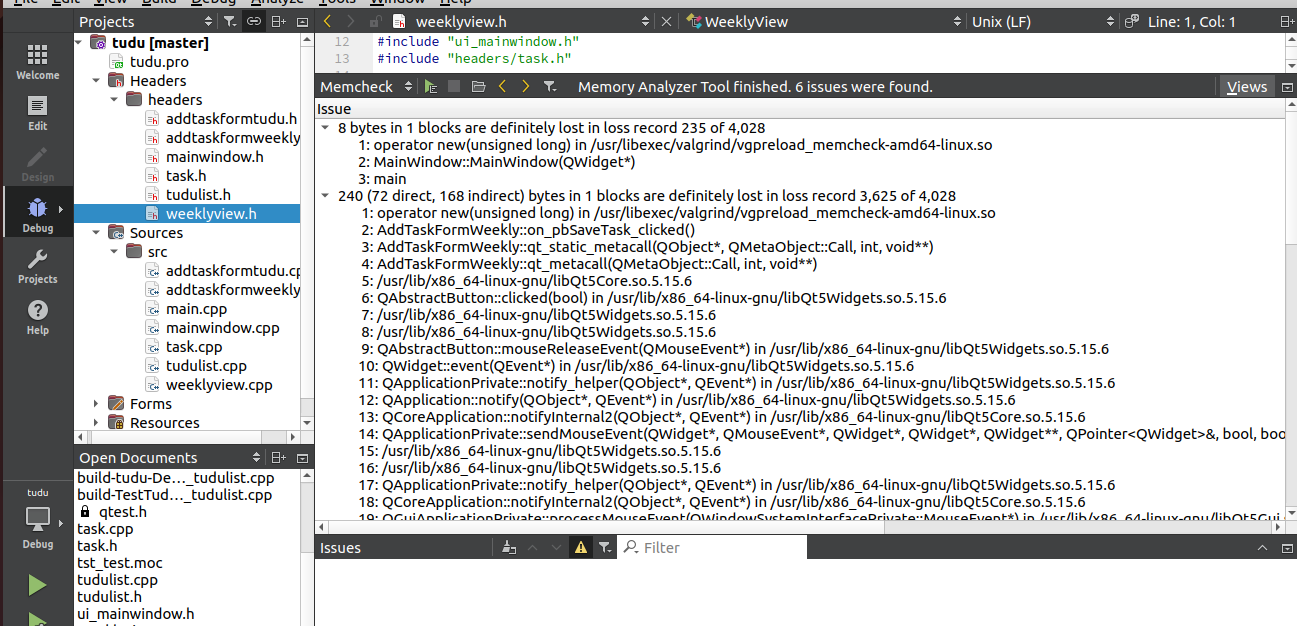 File Edit View Build Debug Analyze Tools Window Help
Projects
weeklyview.h
WeeklyView
Unix (LF)
Line: 1, Col: 1
Welcome
Edit
Design
Debug
Projects
Help
tudu
Debug
tudu [master]
tudu.pro
Headers
headers
addtaskformtudu.h
addtaskformweekly
mainwindow.h
task.h
tudulist.h
weeklyview.h
Sources
src
addtaskformtudu.cp
addtaskformweekly
main.cpp
mainwindow.cpp
task.cpp
tudulist.cpp
weeklyview.cpp
Forms
Resources
Open Documents
build-tudu-De…_tudulist.cpp
build-TestTud…_tudulist.cpp
qtest.h
task.cpp
task.h
tst_test.moc
tudulist.cpp
tudulist.h
ui_mainwindow.h
12 #include "ui_mainwindow.h"
13 #include "headers/task.h"
Memcheck
Memory Analyzer Tool finished. 6 issues were found.
Views
Issue
8 bytes in 1 blocks are definitely lost in loss record 235 of 4,028
1: operator new(unsigned long) in /usr/libexec/valgrind/vgpreload_memcheck-amd64-linux.so
2: MainWindow::MainWindow(QWidget*)
3: main
240 (72 direct, 168 indirect) bytes in 1 blocks are definitely lost in loss record 3,625 of 4,028
1: operator new(unsigned long) in /usr/libexec/valgrind/vgpreload_memcheck-amd64-linux.so
2: AddTaskFormWeekly::on_pbSaveTask_clicked()
3: AddTaskFormWeekly::qt_static_metacall(QObject*, QMetaObject::Call, int, void**)
4: AddTaskFormWeekly::qt_metacall(QMetaObject::Call, int, void**)
5: /usr/lib/x86_64-linux-gnu/libQt5Core.so.5.15.6
6: QAbstractButton::clicked(bool) in /usr/lib/x86_64-linux-gnu/libQt5Widgets.so.5.15.6
7: /usr/lib/x86_64-linux-gnu/libQt5Widgets.so.5.15.6
8: /usr/lib/x86_64-linux-gnu/libQt5Widgets.so.5.15.6
9: QAbstractButton::mouseReleaseEvent(QMouseEvent*) in /usr/lib/x86_64-linux-gnu/libQt5Widgets.so.5.15.6
10: QWidget::event(QEvent*) in /usr/lib/x86_64-linux-gnu/libQt5Widgets.so.5.15.6
11: QApplicationPrivate::notify_helper(QObject*, QEvent*) in /usr/lib/x86_64-linux-gnu/libQt5Widgets.so.5.15.6
12: QApplication::notify(QObject*, QEvent*) in /usr/lib/x86_64-linux-gnu/libQt5Widgets.so.5.15.6
13: QCoreApplication::notifyInternal2(QObject*, QEvent*) in /usr/lib/x86_64-linux-gnu/libQt5Core.so.5.15.6
14: QApplicationPrivate::sendMouseEvent(QWidget*, QMouseEvent*, QWidget*, QWidget*, QWidget**, QPointer<QWidget>&, bool, boo
15: /usr/lib/x86_64-linux-gnu/libQt5Widgets.so.5.15.6
16: /usr/lib/x86_64-linux-gnu/libQt5Widgets.so.5.15.6
17: QApplicationPrivate::notify_helper(QObject*, QEvent*) in /usr/lib/x86_64-linux-gnu/libQt5Widgets.so.5.15.6
18: QCoreApplication::notifyInternal2(QObject*, QEvent*) in /usr/lib/x86_64-linux-gnu/libQt5Core.so.5.15.6
19: QGuiApplicationPrivate::processMouseEvent(QWindowSystemInterfacePrivate::MouseEvent*) in /usr/lib/x86_64-linux-gnu/libQt5Gui
Issues
Filter